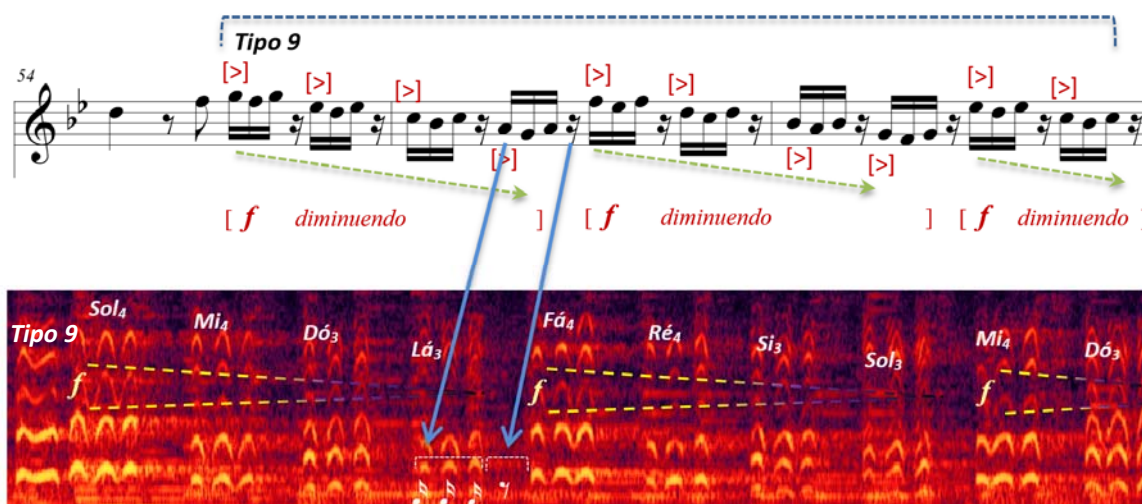 Tipo 9
54
[>] [>] [>] [>] [>] [>] [>]
[>] [>] [>]
[ f diminuendo ] [ f diminuendo ] [ f diminuendo ]
Tipo 9
Sol4 Mi4 Dó3 Lá3 Fá4 Ré4 Si3 Sol3 Mi4 Dó3
f f f